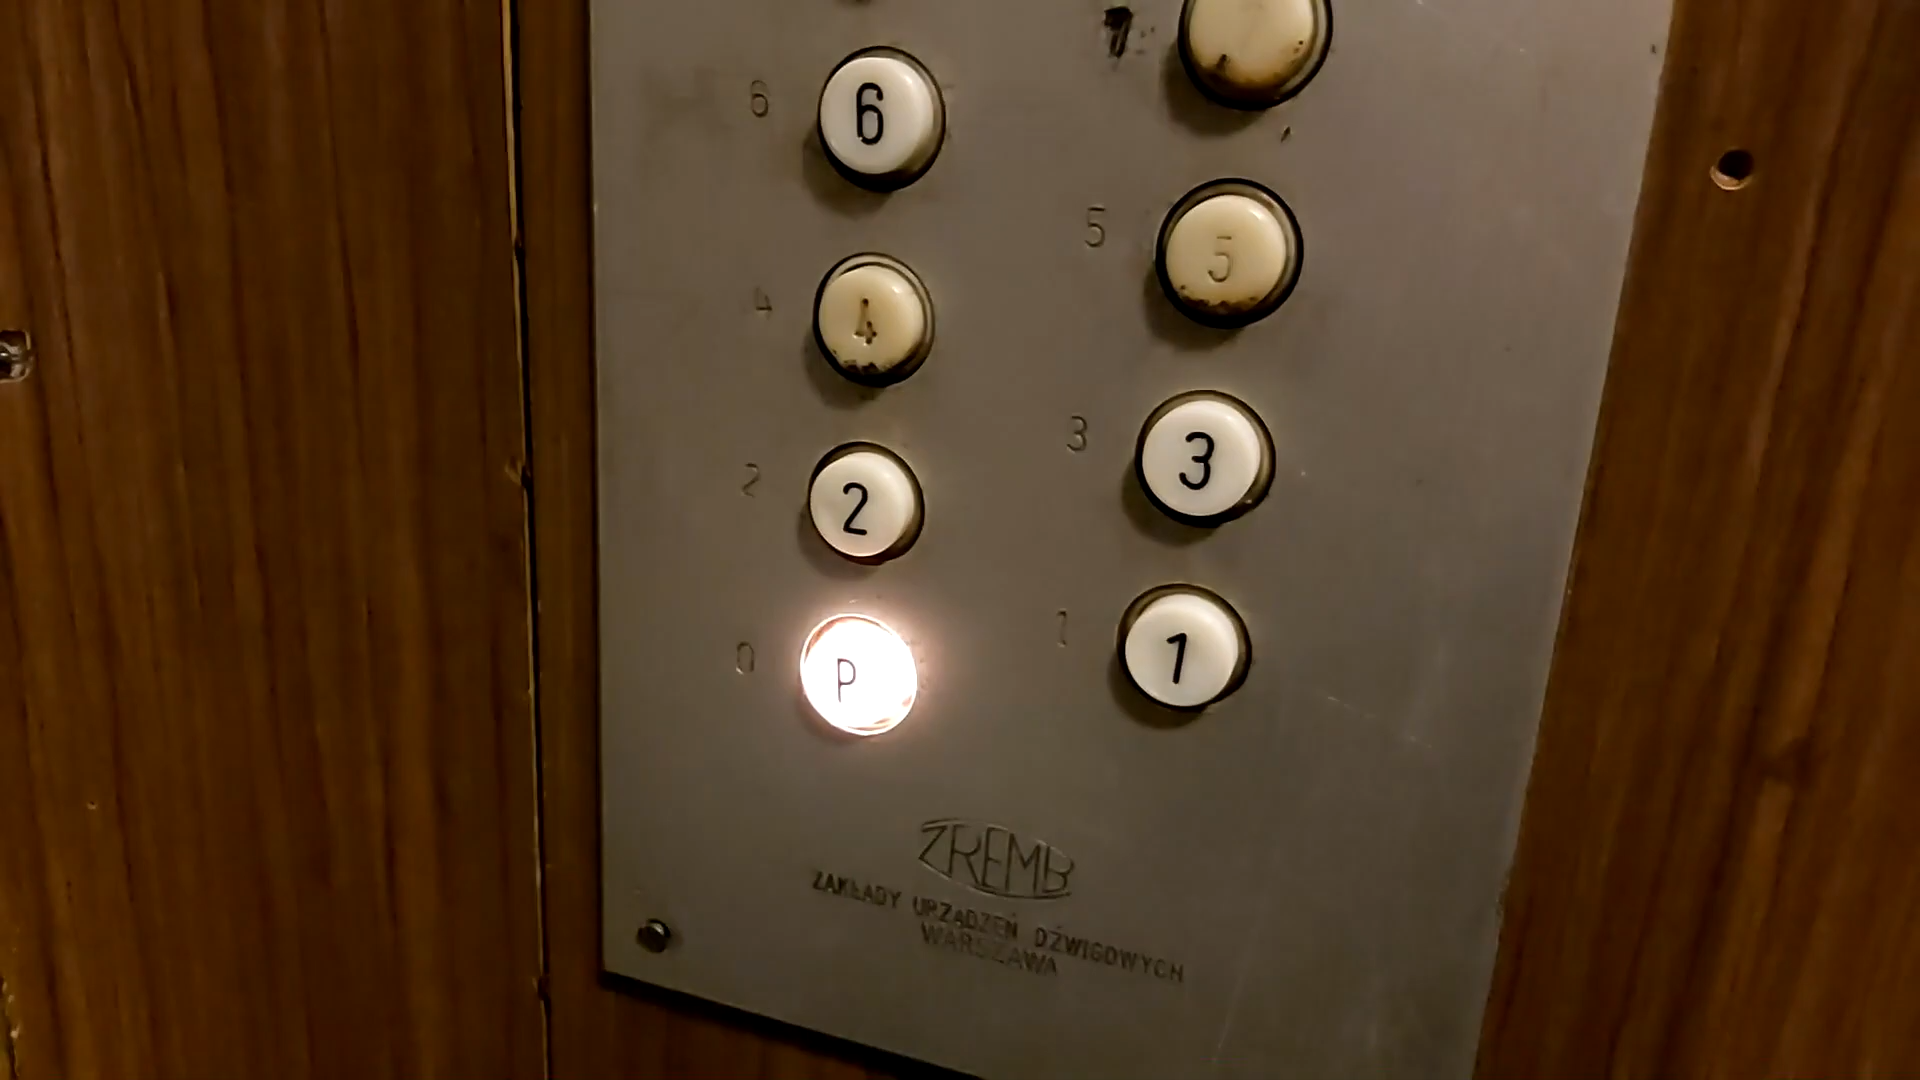 6 6
5 5
4 4
3 3
2 2
1 1
0 P
ZREMB
ZAKŁADY URZĄDZEŃ DŹWIGOWYCH
WARSZAWA